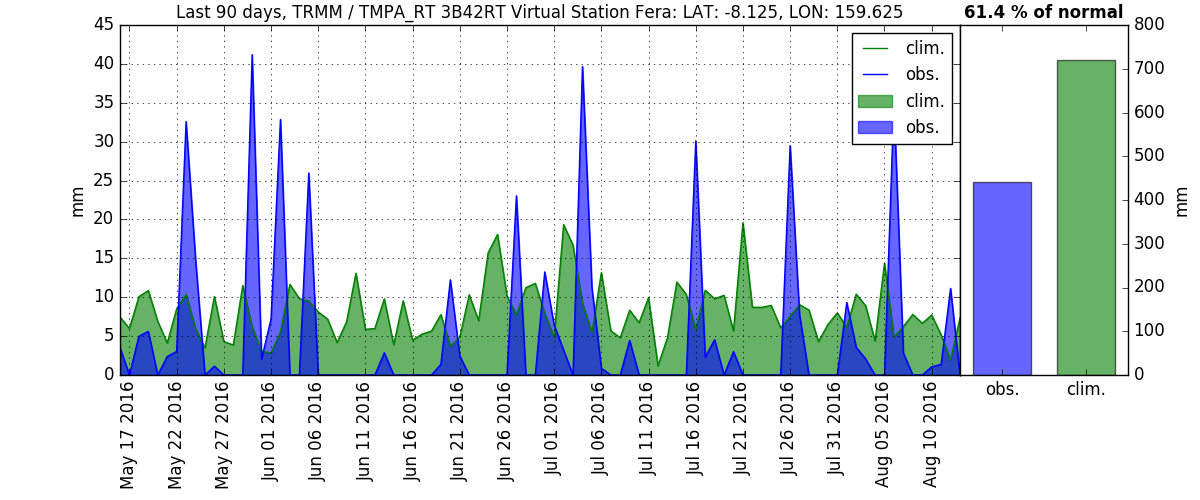 Last 90 days, TRMM / TMPA_RT 3B42RT Virtual Station Fera: LAT: -8.125, LON: 159.625
61.4 % of normal
45
40
35
30
25
20
15
10
5
0
mm
clim.
obs.
clim.
obs.
May 17 2016
May 22 2016
May 27 2016
Jun 01 2016
Jun 06 2016
Jun 11 2016
Jun 16 2016
Jun 21 2016
Jun 26 2016
Jul 01 2016
Jul 06 2016
Jul 11 2016
Jul 16 2016
Jul 21 2016
Jul 26 2016
Jul 31 2016
Aug 05 2016
Aug 10 2016
800
700
600
500
400
300
200
100
0
mm
obs.
clim.